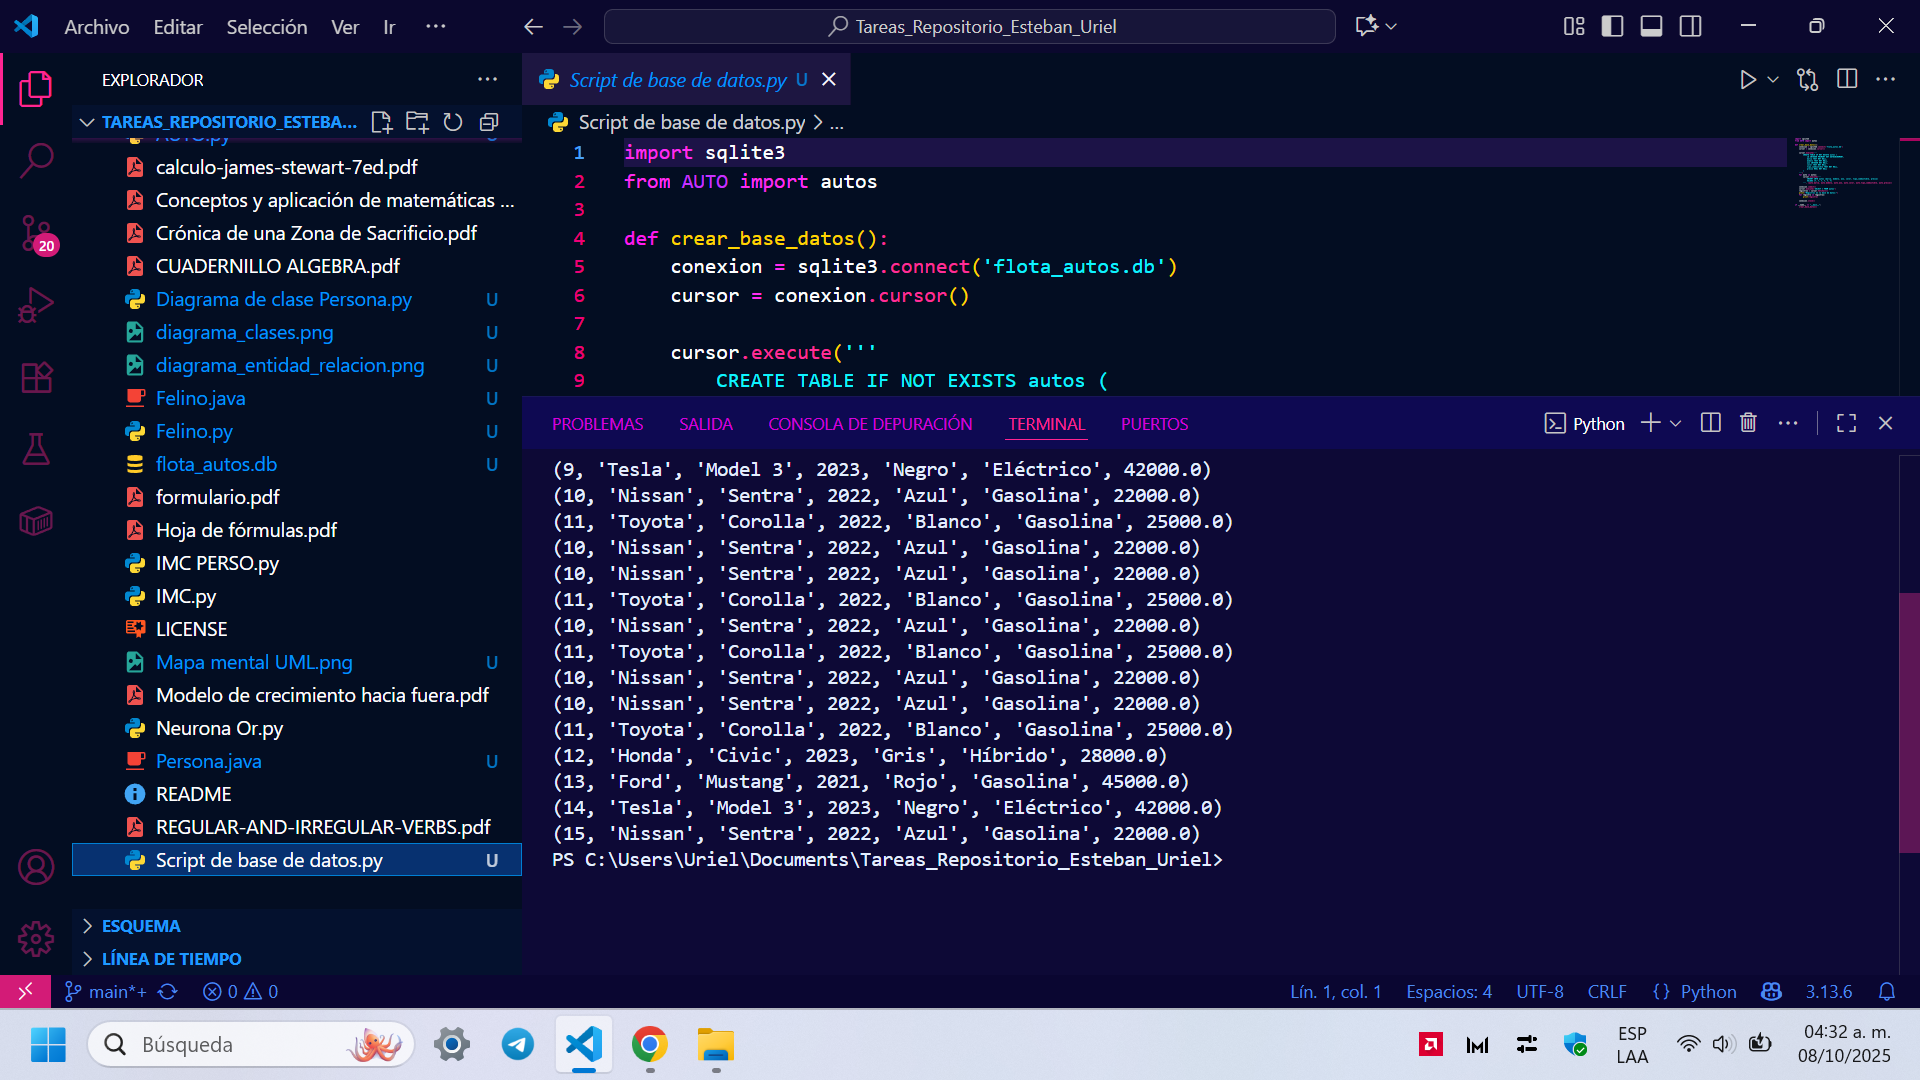 Archivo Editar Selección Ver Ir ···
Tareas_Repositorio_Esteban_Uriel
EXPLORADOR
TAREAS_REPOSITORIO_ESTEBA...
AUTO.py U
calculo-james-stewart-7ed.pdf
Conceptos y aplicación de matemáticas ...
Crónica de una Zona de Sacrificio.pdf
CUADERNILLO ALGEBRA.pdf
Diagrama de clase Persona.py U
diagrama_clases.png U
diagrama_entidad_relacion.png U
Felino.java U
Felino.py U
flota_autos.db U
formulario.pdf
Hoja de fórmulas.pdf
IMC PERSO.py
IMC.py
LICENSE
Mapa mental UML.png U
Modelo de crecimiento hacia fuera.pdf
Neurona Or.py
Persona.java U
README
REGULAR-AND-IRREGULAR-VERBS.pdf
Script de base de datos.py U
ESQUEMA
LÍNEA DE TIEMPO
20
Script de base de datos.py U
Script de base de datos.py > ...
1 import sqlite3
2 from AUTO import autos
3
4 def crear_base_datos():
5 conexion = sqlite3.connect('flota_autos.db')
6 cursor = conexion.cursor()
7
8 cursor.execute('''
9 CREATE TABLE IF NOT EXISTS autos (
PROBLEMAS SALIDA CONSOLA DE DEPURACIÓN TERMINAL PUERTOS
Python
(9, 'Tesla', 'Model 3', 2023, 'Negro', 'Eléctrico', 42000.0)
(10, 'Nissan', 'Sentra', 2022, 'Azul', 'Gasolina', 22000.0)
(11, 'Toyota', 'Corolla', 2022, 'Blanco', 'Gasolina', 25000.0)
(10, 'Nissan', 'Sentra', 2022, 'Azul', 'Gasolina', 22000.0)
(10, 'Nissan', 'Sentra', 2022, 'Azul', 'Gasolina', 22000.0)
(11, 'Toyota', 'Corolla', 2022, 'Blanco', 'Gasolina', 25000.0)
(10, 'Nissan', 'Sentra', 2022, 'Azul', 'Gasolina', 22000.0)
(11, 'Toyota', 'Corolla', 2022, 'Blanco', 'Gasolina', 25000.0)
(10, 'Nissan', 'Sentra', 2022, 'Azul', 'Gasolina', 22000.0)
(10, 'Nissan', 'Sentra', 2022, 'Azul', 'Gasolina', 22000.0)
(11, 'Toyota', 'Corolla', 2022, 'Blanco', 'Gasolina', 25000.0)
(12, 'Honda', 'Civic', 2023, 'Gris', 'Híbrido', 28000.0)
(13, 'Ford', 'Mustang', 2021, 'Rojo', 'Gasolina', 45000.0)
(14, 'Tesla', 'Model 3', 2023, 'Negro', 'Eléctrico', 42000.0)
(15, 'Nissan', 'Sentra', 2022, 'Azul', 'Gasolina', 22000.0)
PS C:\Users\Uriel\Documents\Tareas_Repositorio_Esteban_Uriel>
main*+ 0 0
Lín. 1, col. 1 Espacios: 4 UTF-8 CRLF {} Python 3.13.6
Búsqueda
ESP
LAA
04:32 a. m.
08/10/2025